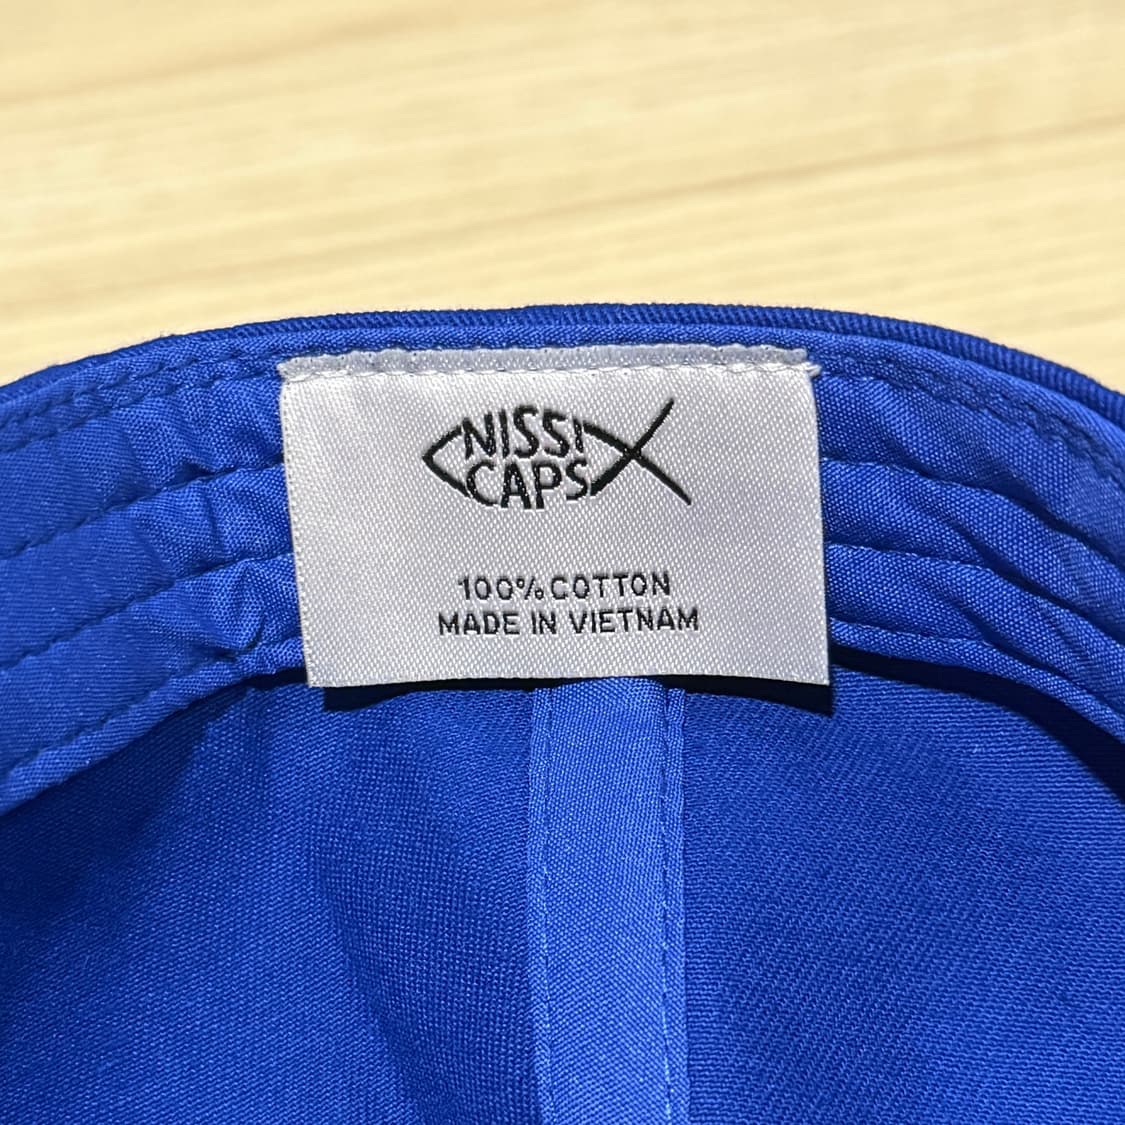 NISSI
CAPS
100% COTTON
MADE IN VIETNAM